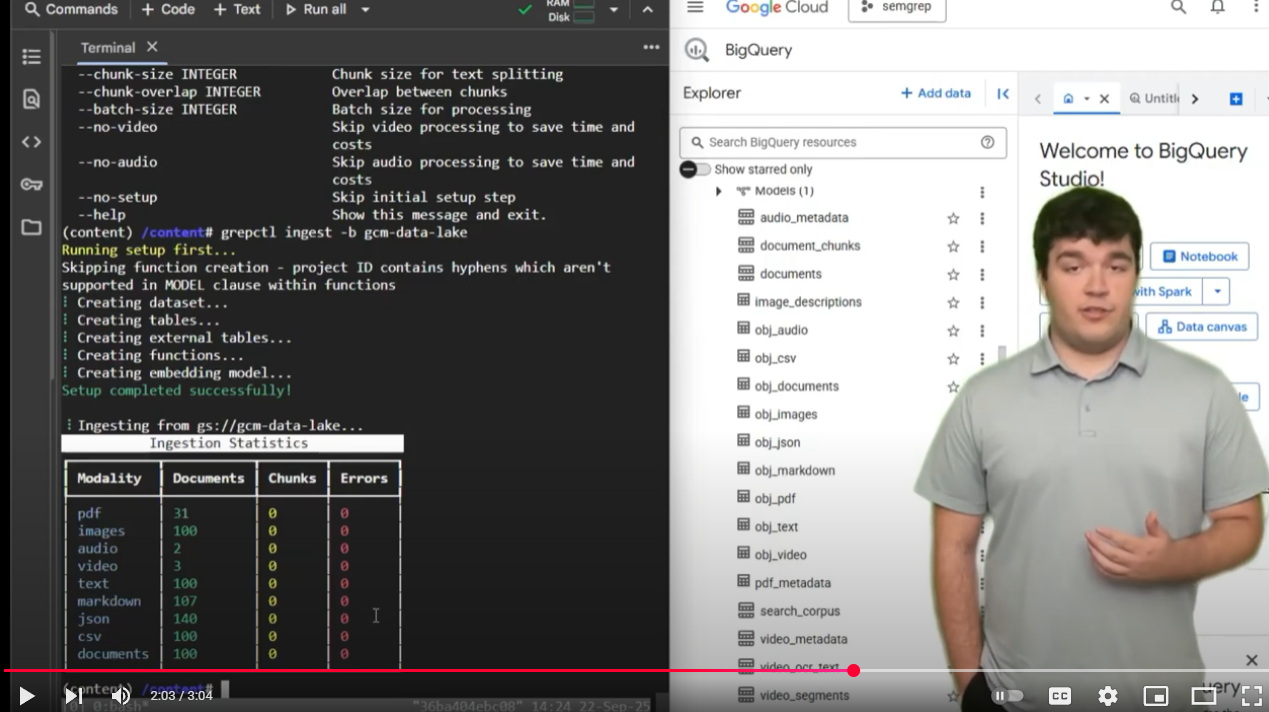 Commands + Code + Text Run all
RAM
Disk
Terminal
--chunk-size INTEGER Chunk size for text splitting
--chunk-overlap INTEGER Overlap between chunks
--batch-size INTEGER Batch size for processing
--no-video Skip video processing to save time and
costs
--no-audio Skip audio processing to save time and
costs
--no-setup Skip initial setup step
--help Show this message and exit.
(content) /content# grepctl ingest -b gcm-data-lake
Running setup first...
Skipping function creation - project ID contains hyphens which aren't
supported in MODEL clause within functions
Creating dataset...
Creating tables...
Creating external tables...
Creating functions...
Creating embedding model...
Setup completed successfully!
Ingesting from gs://gcm-data-lake...
Ingestion Statistics
Modality Documents Chunks Errors
pdf 31 0 0
images 100 0 0
audio 2 0 0
video 3 0 0
text 100 0 0
markdown 107 0 0
json 140 0 0
csv 100 0 0
documents 100 0 0
(content) /content#
"36ba404ebc08" 14:24 22-Sep-25
2:03 / 3:04
Google Cloud
semgrep
BigQuery
Explorer
+ Add data
Search BigQuery resources
Show starred only
Models (1)
audio_metadata
document_chunks
documents
image_descriptions
obj_audio
obj_csv
obj_documents
obj_images
obj_json
obj_markdown
obj_pdf
obj_text
obj_video
pdf_metadata
search_corpus
video_metadata
video_ocr_text
video_segments
Untitl
Welcome to BigQuery
Studio!
Notebook
with Spark
Data canvas
CC